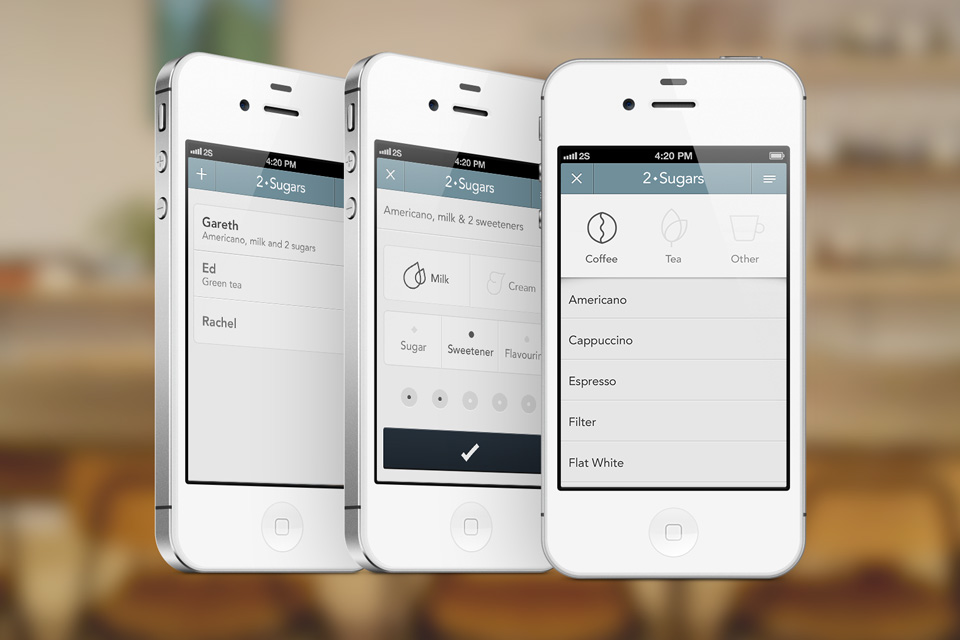 2S
4:20 PM
2·Sugars
Gareth
Americano, milk and 2 sugars
Ed
Green tea
Rachel
2S
4:20 PM
2·Sugars
Americano, milk & 2 sweeteners
Milk
Cream
Sugar
Sweetener
Flavourin
2S
4:20 PM
2·Sugars
Coffee
Tea
Other
Americano
Cappuccino
Espresso
Filter
Flat White